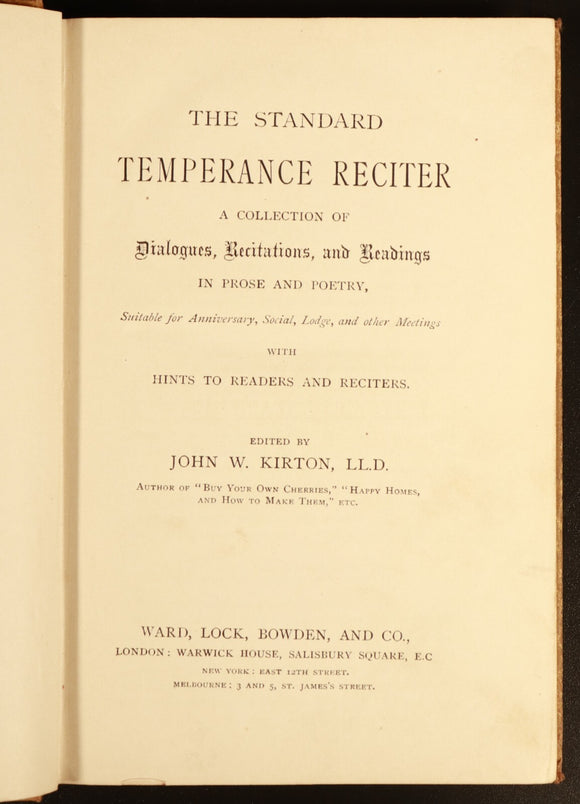 THE STANDARD
TEMPERANCE RECITER
A COLLECTION OF
Dialogues, Recitations, and Readings
IN PROSE AND POETRY,
Suitable for Anniversary, Social, Lodge, and other Meetings
WITH
HINTS TO READERS AND RECITERS.
EDITED BY
JOHN W. KIRTON, LL.D.
AUTHOR OF "BUY YOUR OWN CHERRIES," "HAPPY HOMES,
AND HOW TO MAKE THEM," ETC.
WARD, LOCK, BOWDEN, AND CO.,
LONDON: WARWICK HOUSE, SALISBURY SQUARE, E.C
NEW YORK: EAST 12TH STREET.
MELBOURNE: 3 AND 5, ST. JAMES'S STREET.